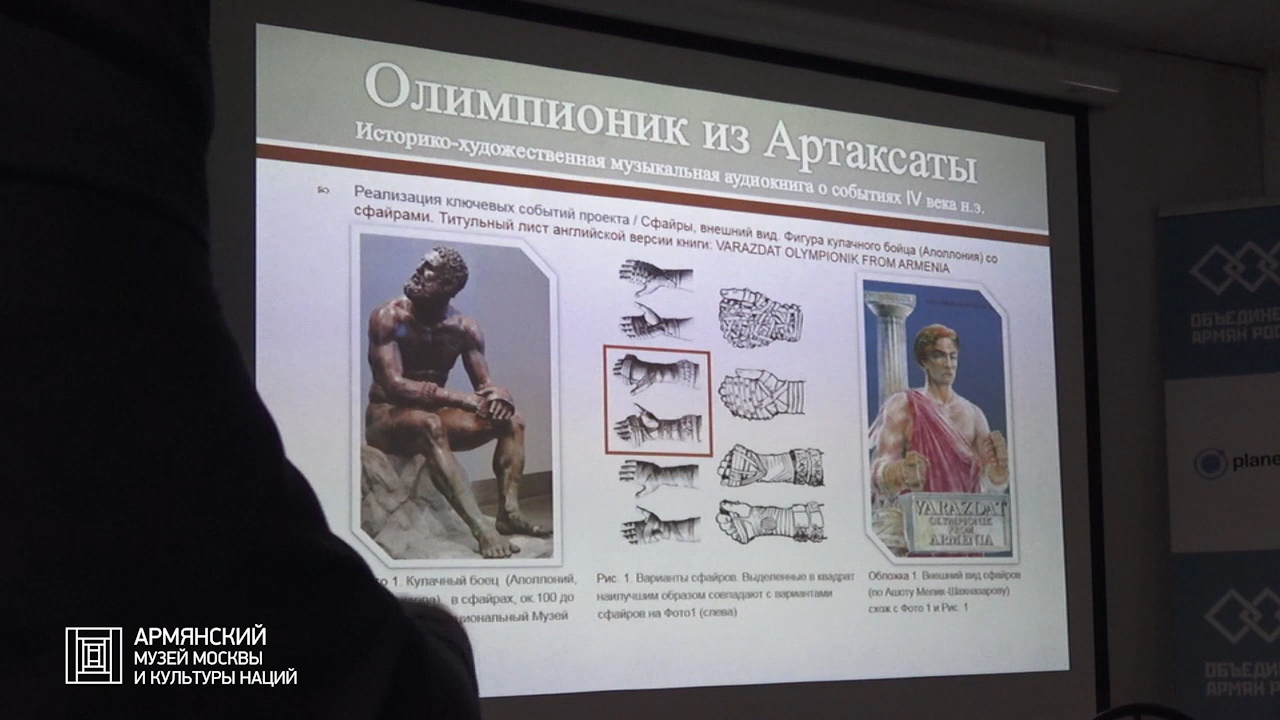 Олимпионик из Артаксаты
Историко-художественная музыкальная аудиокнига о событиях IV века н.э.
Реализация ключевых событий проекта / Сфайры, внешний вид. Фигура кулачного бойца (Аполлония) со
сфайрами. Титульный лист английской версии книги: VARAZDAT OLYMPIONIK FROM ARMENIA
VARAZDAT
OLYMPIONIK
FROM
ARMENIA
1. Кулачный боец (Аполлоний,
в сфайрах, ок.100 до
Музей
Рис. 1. Варианты сфайров. Выделенные в квадрат
наилучшим образом совпадают с вариантами
сфайров на Фото1 (слева)
Обложка 1. Внешний вид сфайров
(по Ашоту Мелик-Шахназарову)
схож с Фото 1 и Рис. 1
ОБЪЕДИН
АРМЯН РО
plane
ОБЪЕДИ
АРМЯН
АРМЯНСКИЙ
МУЗЕЙ МОСКВЫ
И КУЛЬТУРЫ НАЦИЙ